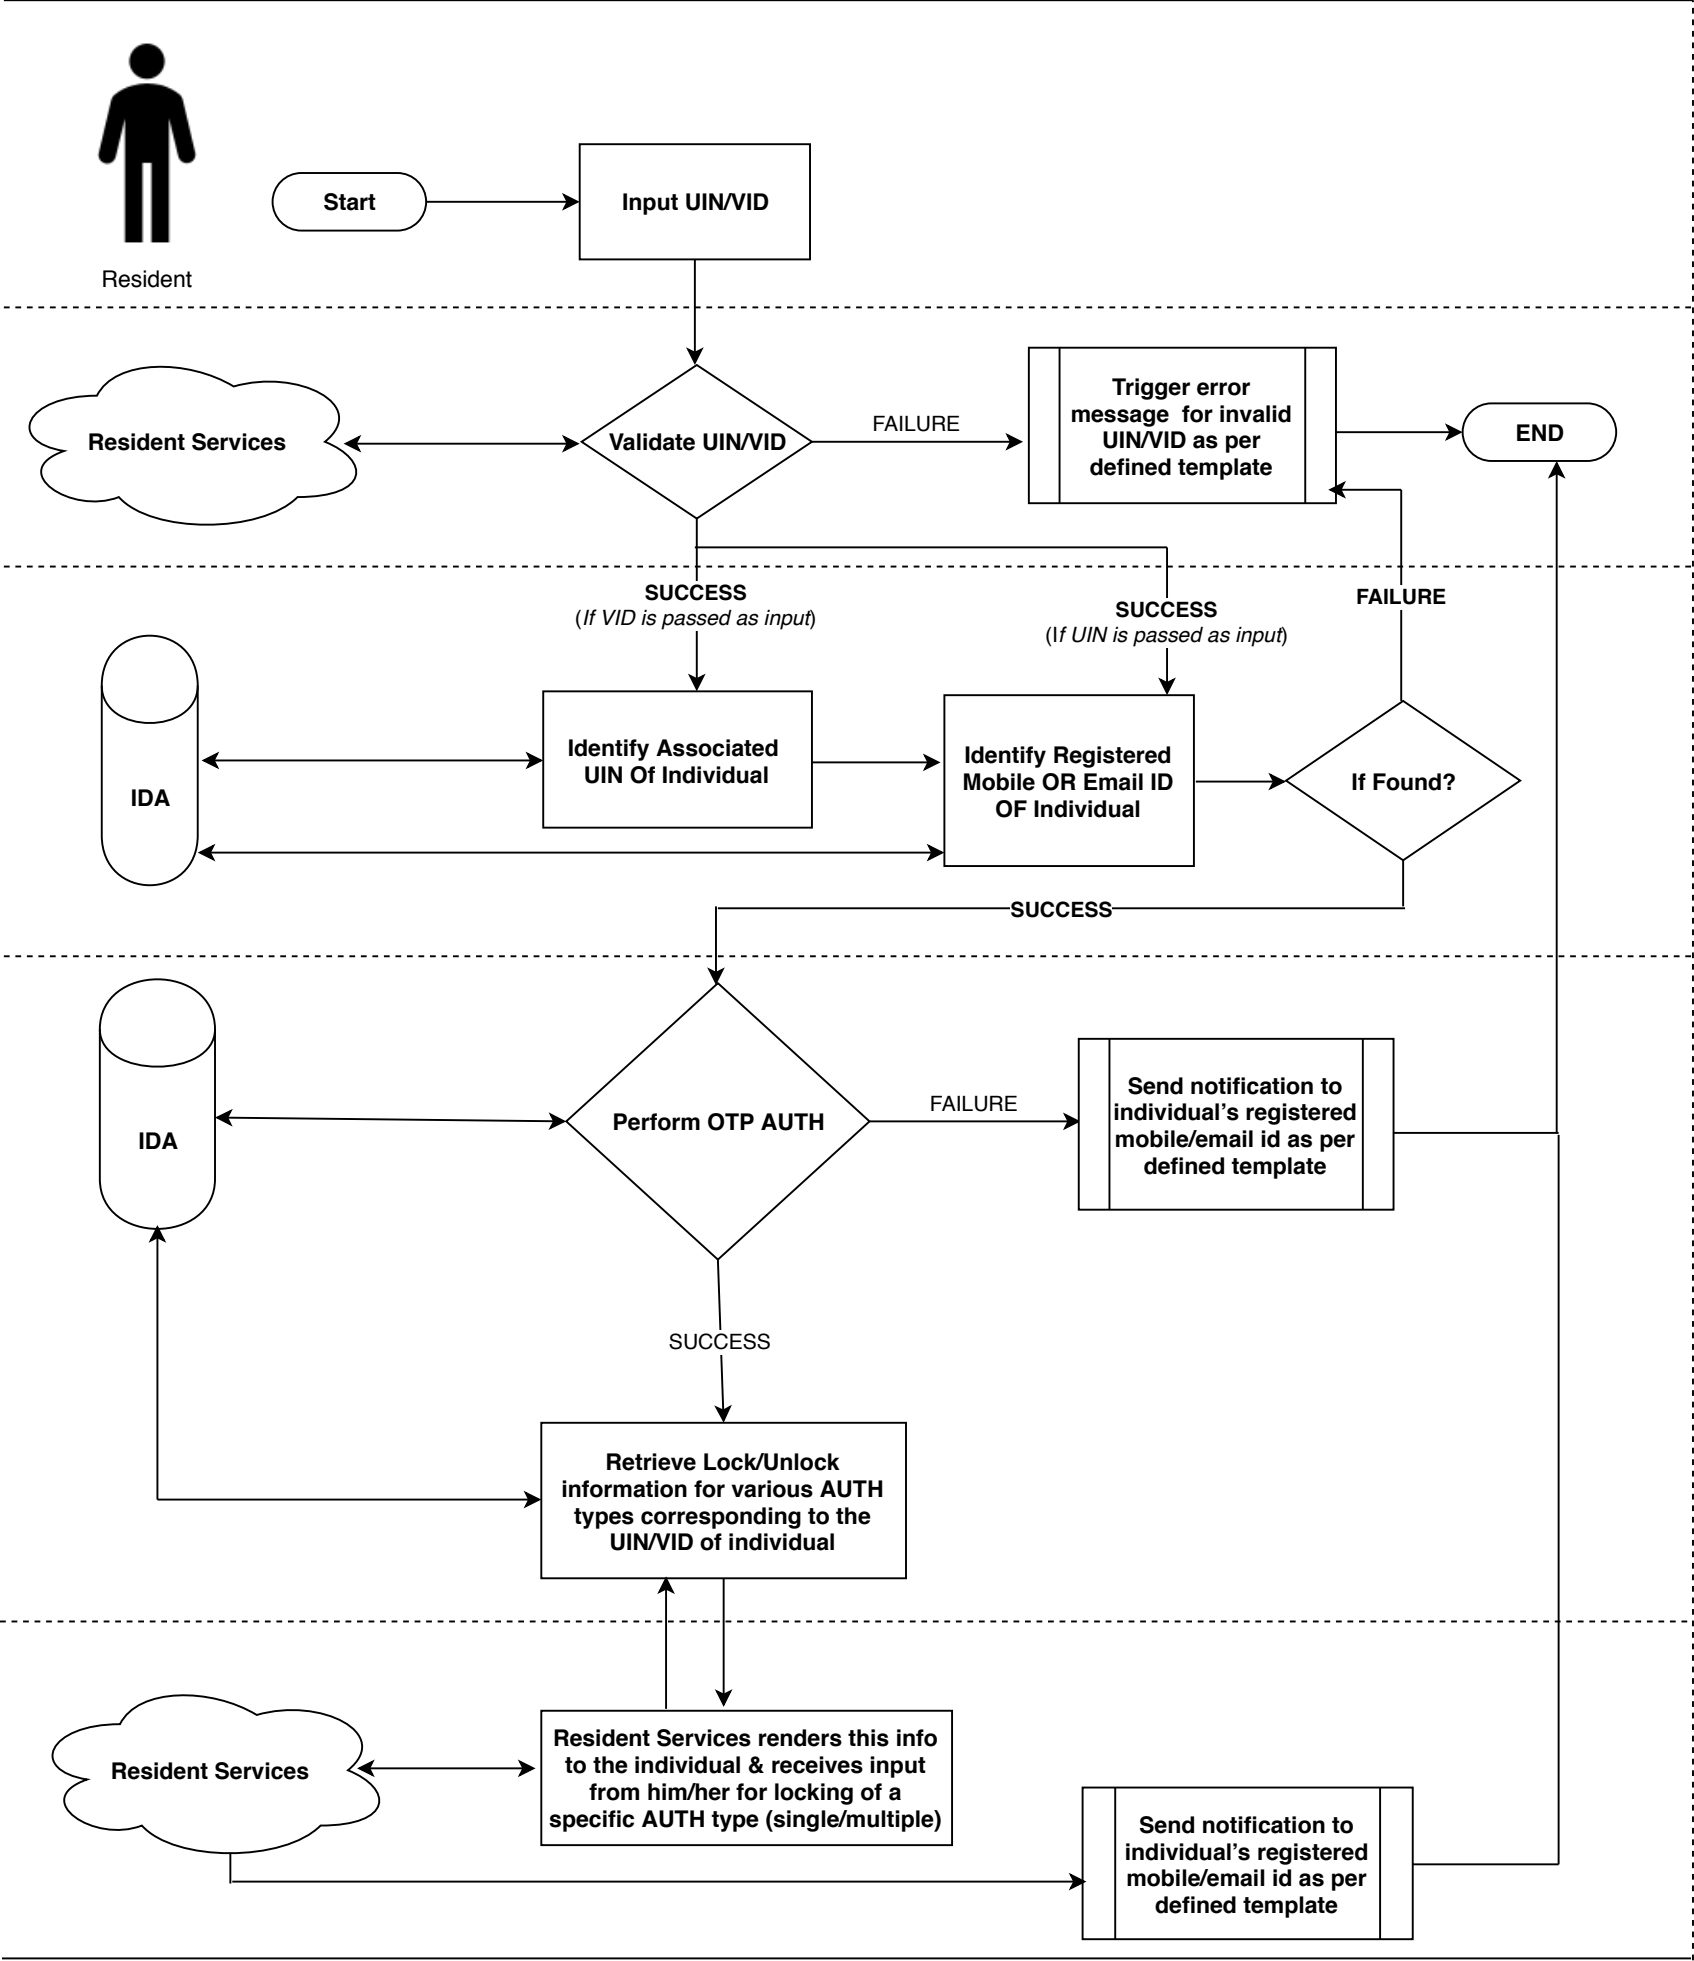 Resident
Start
Input UIN/VID
Resident Services
Validate UIN/VID
FAILURE
Trigger error
message  for invalid
UIN/VID as per
defined template
END
SUCCESS
(If VID is passed as input)
SUCCESS
(If UIN is passed as input)
FAILURE
IDA
Identify Associated
UIN Of Individual
Identify Registered
Mobile OR Email ID
OF Individual
If Found?
SUCCESS
IDA
Perform OTP AUTH
FAILURE
Send notification to
individual's registered
mobile/email id as per
defined template
SUCCESS
Retrieve Lock/Unlock
information for various AUTH
types corresponding to the
UIN/VID of individual
Resident Services
Resident Services renders this info
to the individual & receives input
from him/her for locking of a
specific AUTH type (single/multiple)
Send notification to
individual's registered
mobile/email id as per
defined template